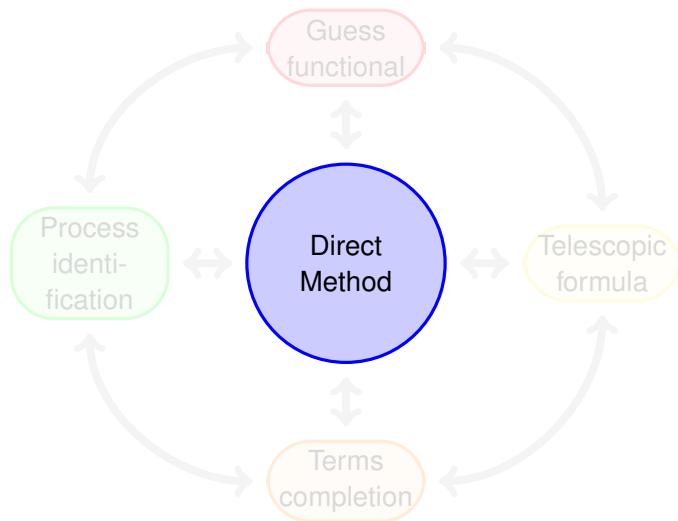 Guess
functional
Process
identi-
fication
Direct
Method
Telescopic
formula
Terms
completion